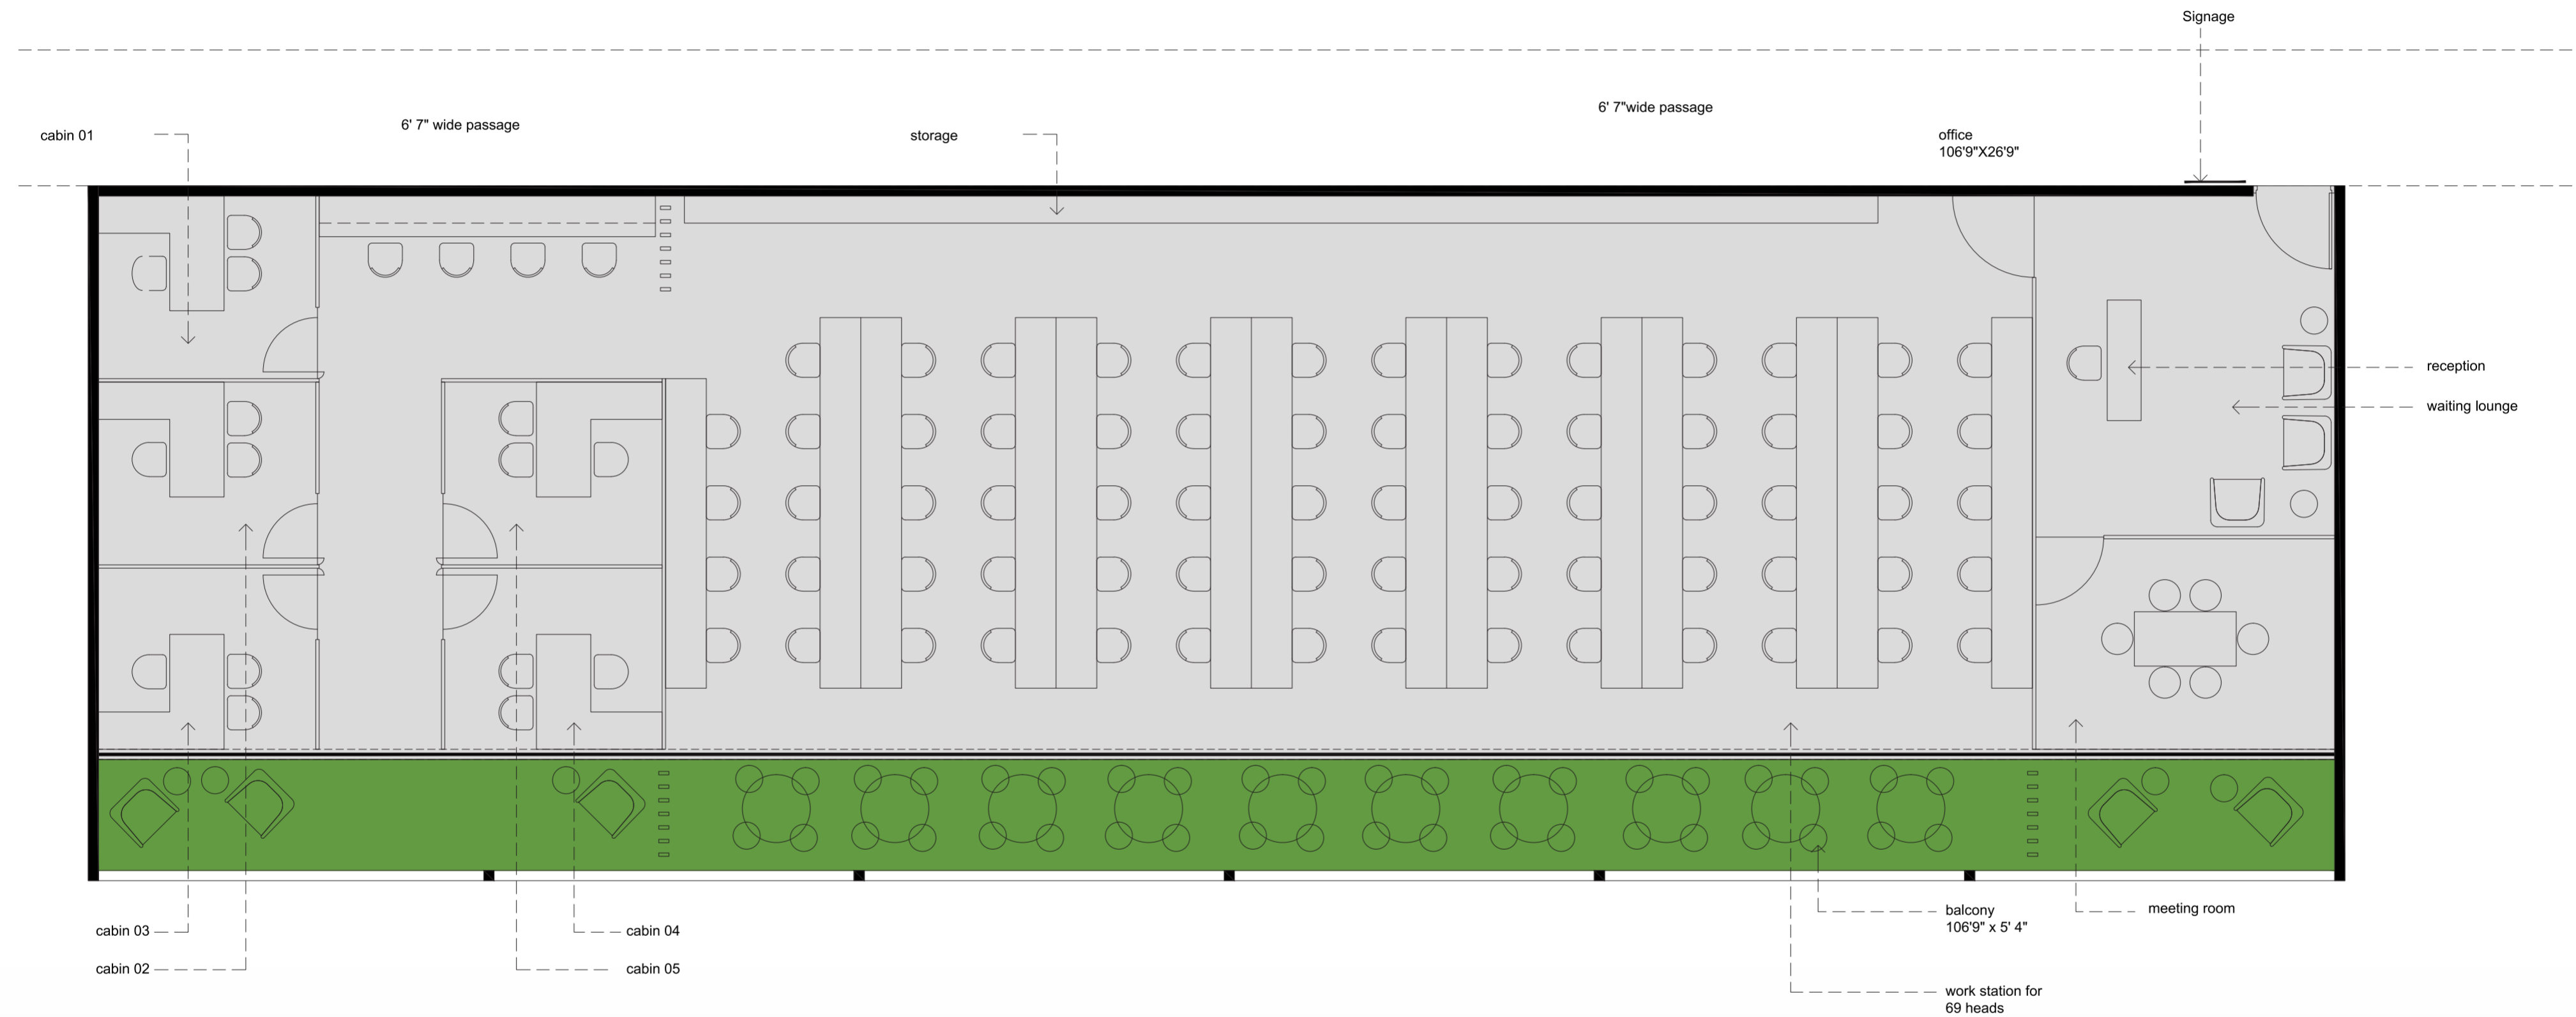 Signage
6' 7"wide passage
6' 7" wide passage
cabin 01
storage
office
106'9"X26'9"
reception
waiting lounge
balcony
106'9" x 5' 4"
meeting room
cabin 03
cabin 04
cabin 02
cabin 05
work station for
69 heads